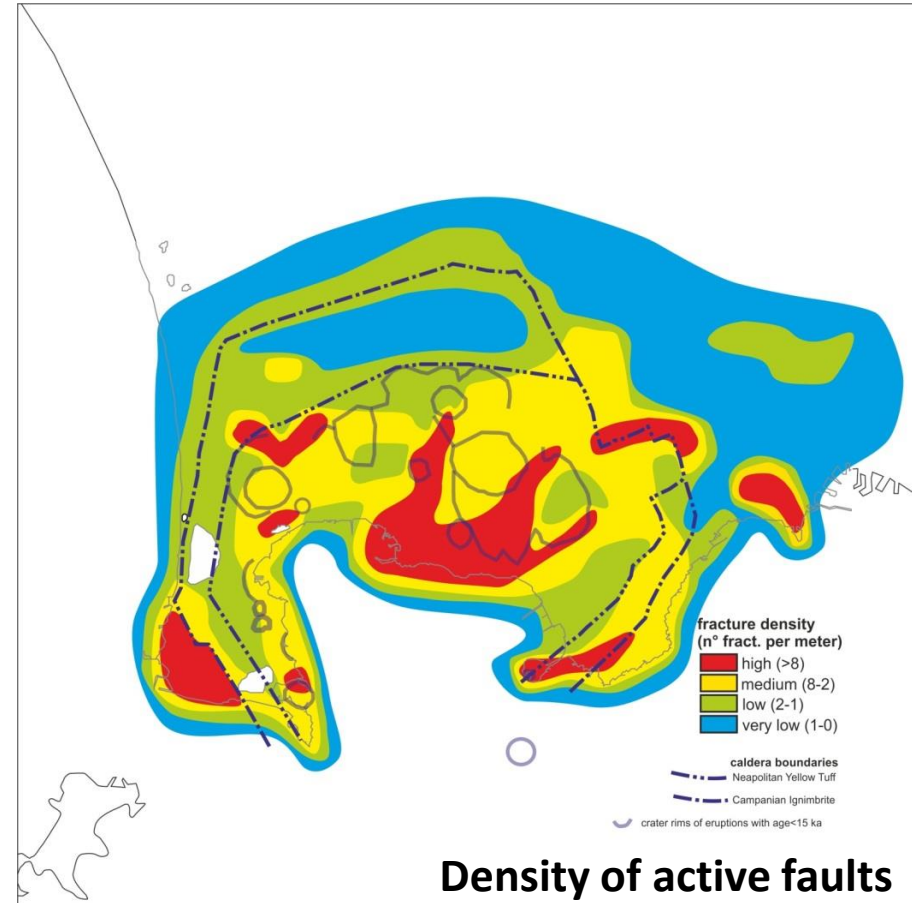 fracture density
(n° fract. per meter)
high (>8)
medium (8-2)
low (2-1)
very low (1-0)
caldera boundaries
Neapolitan Yellow Tuff
Campanian Ignimbrite
crater rims of eruptions with age<15 ka
Density of active faults